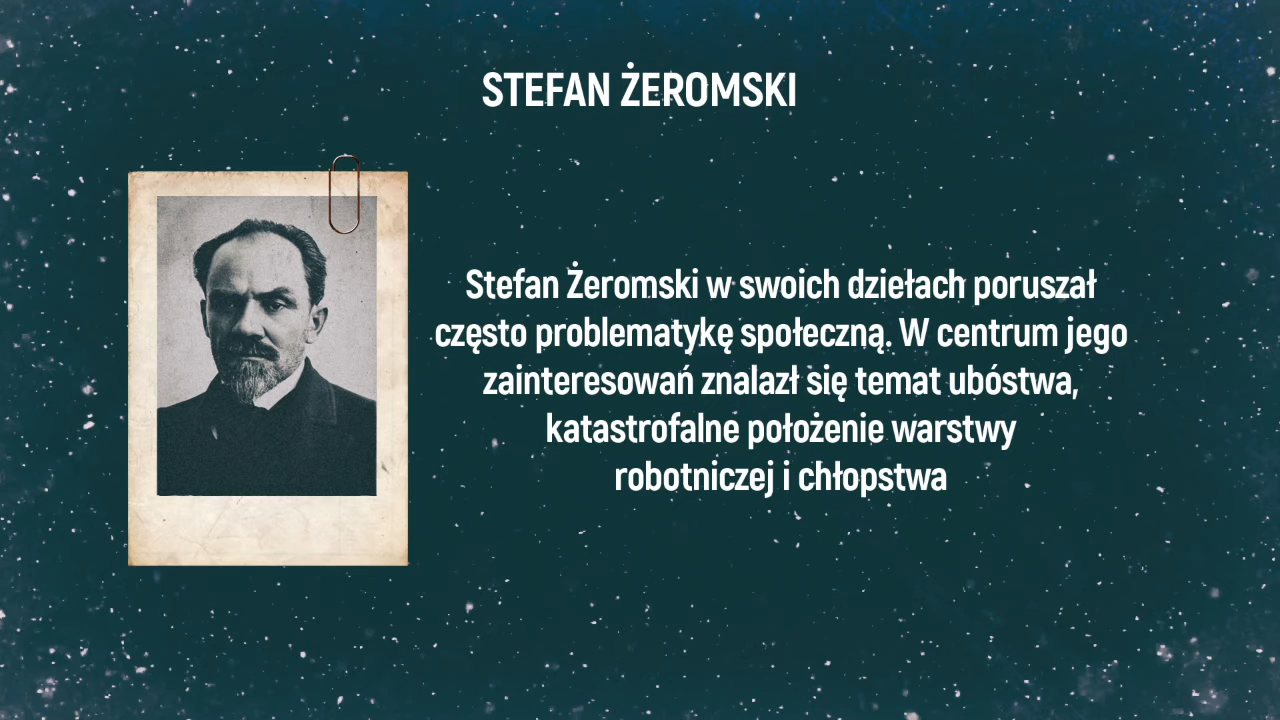 STEFAN ŻEROMSKI
Stefan Żeromski w swoich dziełach poruszał
często problematykę społeczną. W centrum jego
zainteresowań znalazł się temat ubóstwa,
katastrofalne położenie warstwy
robotniczej i chłopstwa